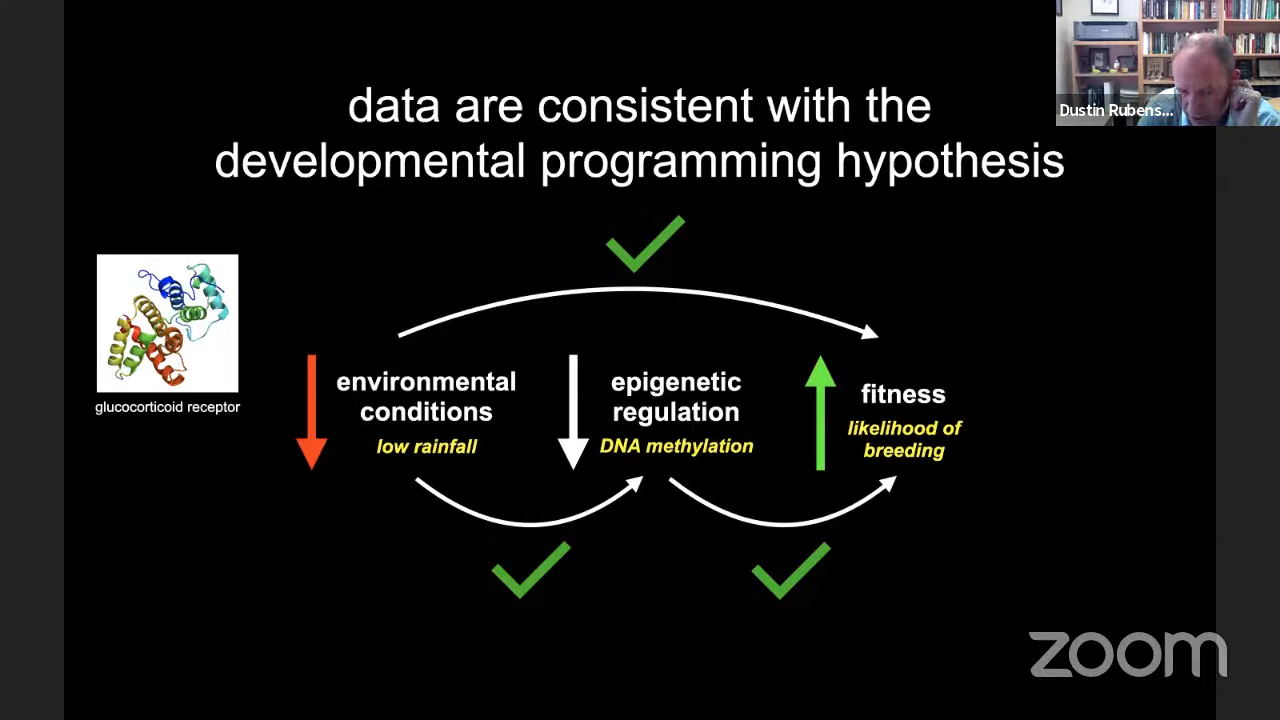 data are consistent with the
developmental programming hypothesis
Dustin Rubens...
glucocorticoid receptor
environmental
conditions
low rainfall
epigenetic
regulation
DNA methylation
fitness
likelihood of
breeding
zoom